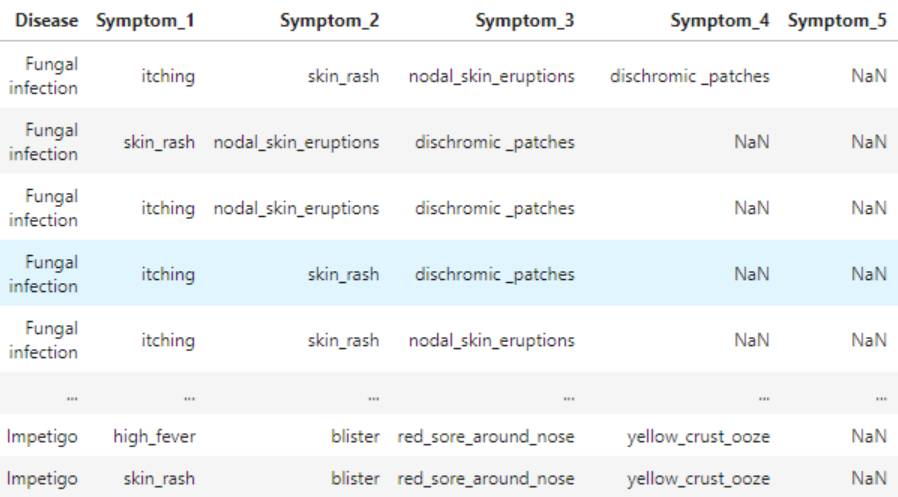 Disease Symptom_1 Symptom_2 Symptom_3 Symptom_4 Symptom_5
Fungal
infection itching skin_rash nodal_skin_eruptions dischromic _patches NaN
Fungal
infection skin_rash nodal_skin_eruptions dischromic _patches NaN NaN
Fungal
infection itching nodal_skin_eruptions dischromic _patches NaN NaN
Fungal
infection itching skin_rash dischromic _patches NaN NaN
Fungal
infection itching skin_rash nodal_skin_eruptions NaN NaN
... ... ... ... ... ...
Impetigo high_fever blister red_sore_around_nose yellow_crust_ooze NaN
Impetigo skin_rash blister red_sore_around_nose yellow_crust_ooze NaN